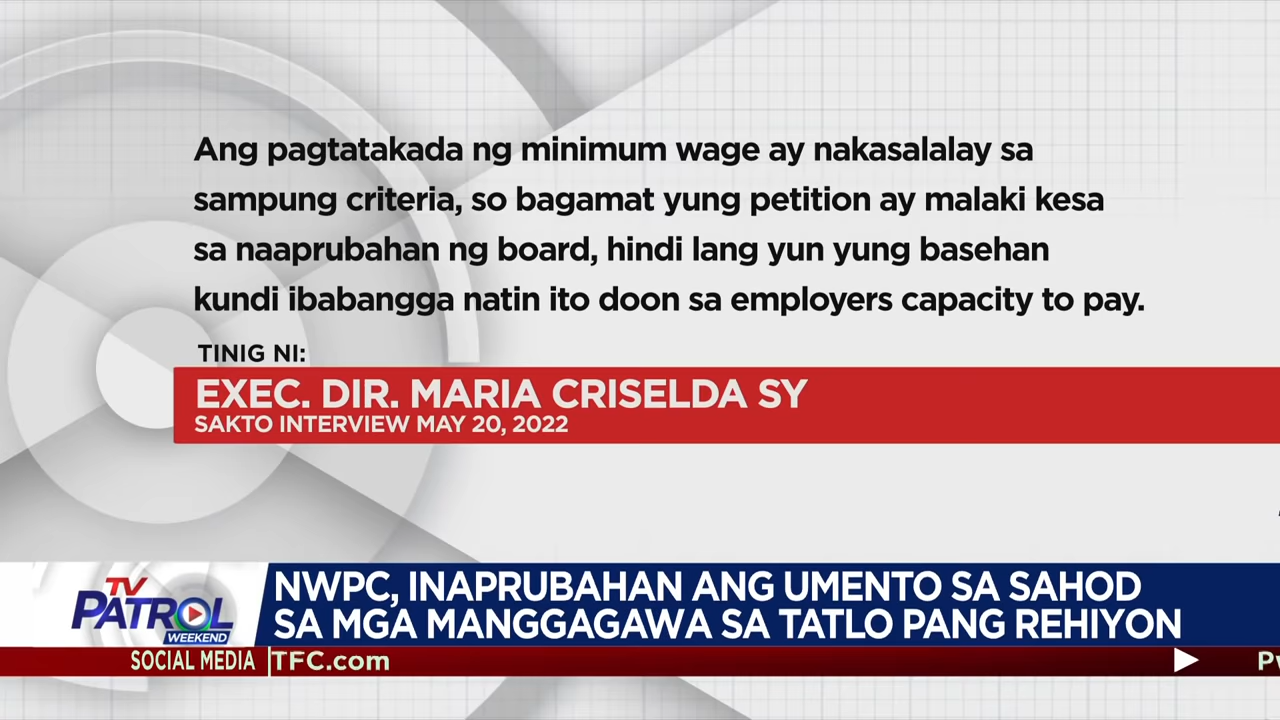 Ang pagtatakada ng minimum wage ay nakasalalay sa
sampung criteria, so bagamat yung petition ay malaki kesa
sa naaprubahan ng board, hindi lang yun yung basehan
kundi ibabangga natin ito doon sa employers capacity to pay.
TINIG NI:
EXEC. DIR. MARIA CRISELDA SY
SAKTO INTERVIEW MAY 20, 2022
TV PATROL WEEKEND
NWPC, INAPRUBAHAN ANG UMENTO SA SAHOD
SA MGA MANGGAGAWA SA TATLO PANG REHIYON
SOCIAL MEDIA TFC.com